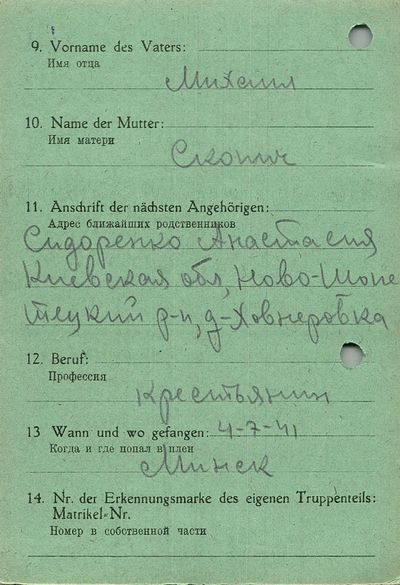 9. Vorname des Vaters:
Имя отца
Михаил
10. Name der Mutter:
Имя матери
11. Anschrift der nächsten Angehörigen:
Адрес ближайших родственников
Сидоренко Анастасия
Киевская обл, Ново-Шепе
тецкий р-н, д-Ховнеровка
12. Beruf:
Профессия
крестьянин
13 Wann und wo gefangen: 4-7-41
Когда и где попал в плен
Минск
14. Nr. der Erkennungsmarke des eigenen Truppenteils:
Matrikel-Nr.
Номер в собственной части